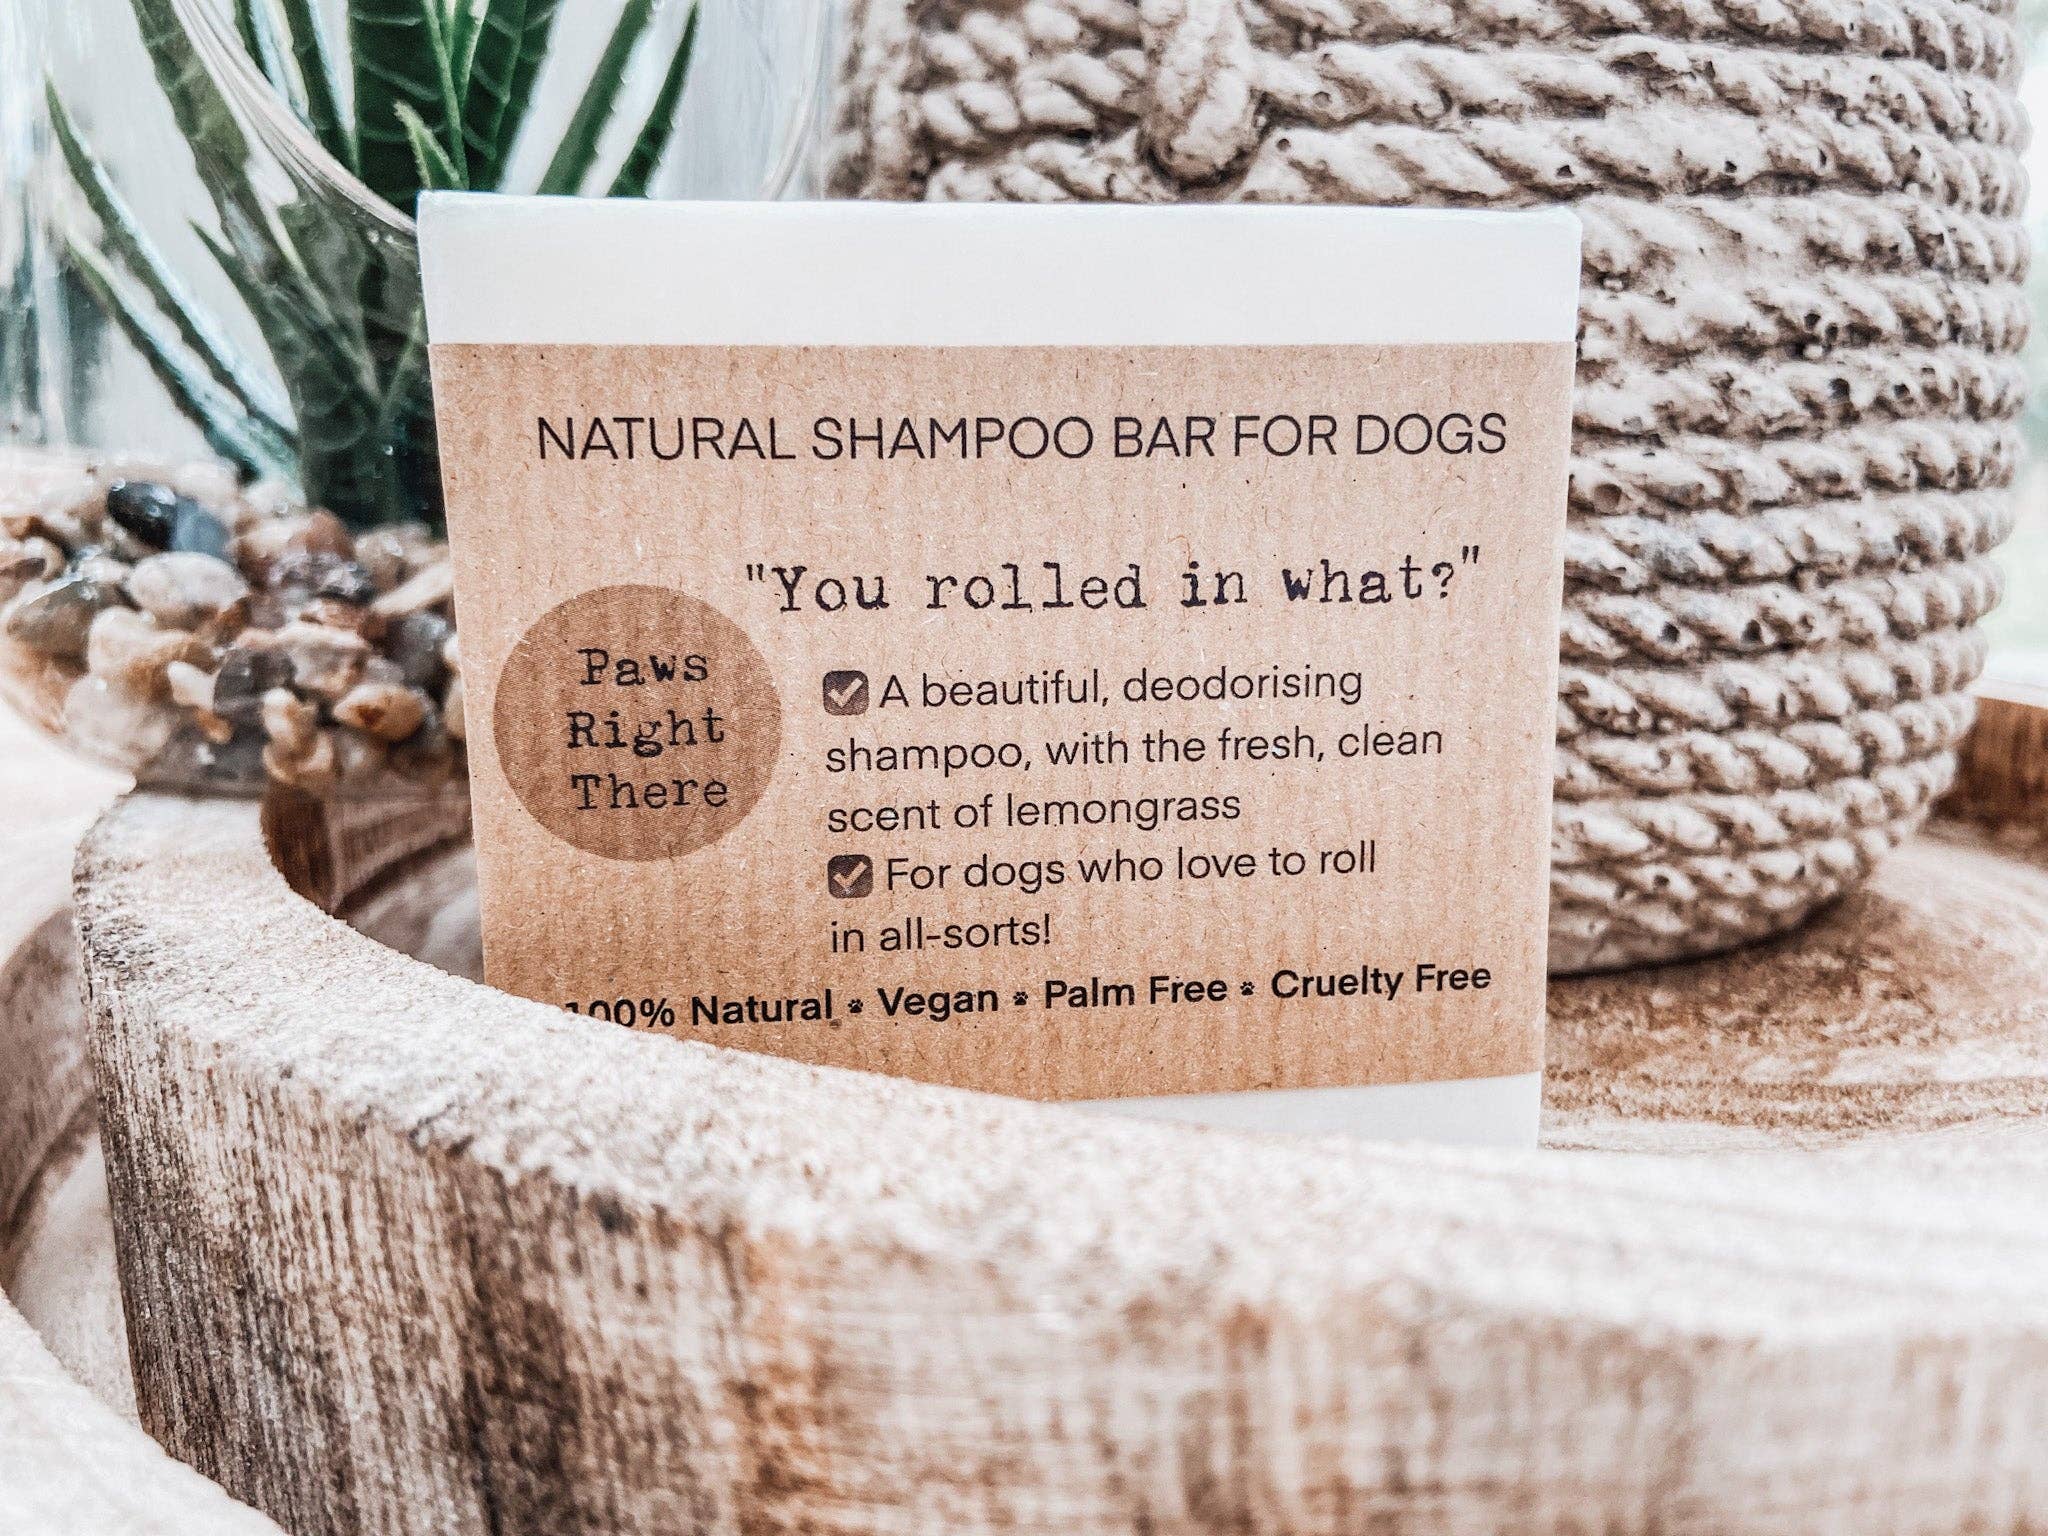 NATURAL SHAMPOO BAR FOR DOGS
"You rolled in what?"
Paws
Right
There
A beautiful, deodorising
shampoo, with the fresh, clean
scent of lemongrass
For dogs who love to roll
in all-sorts!
100% Natural Vegan Palm Free Cruelty Free